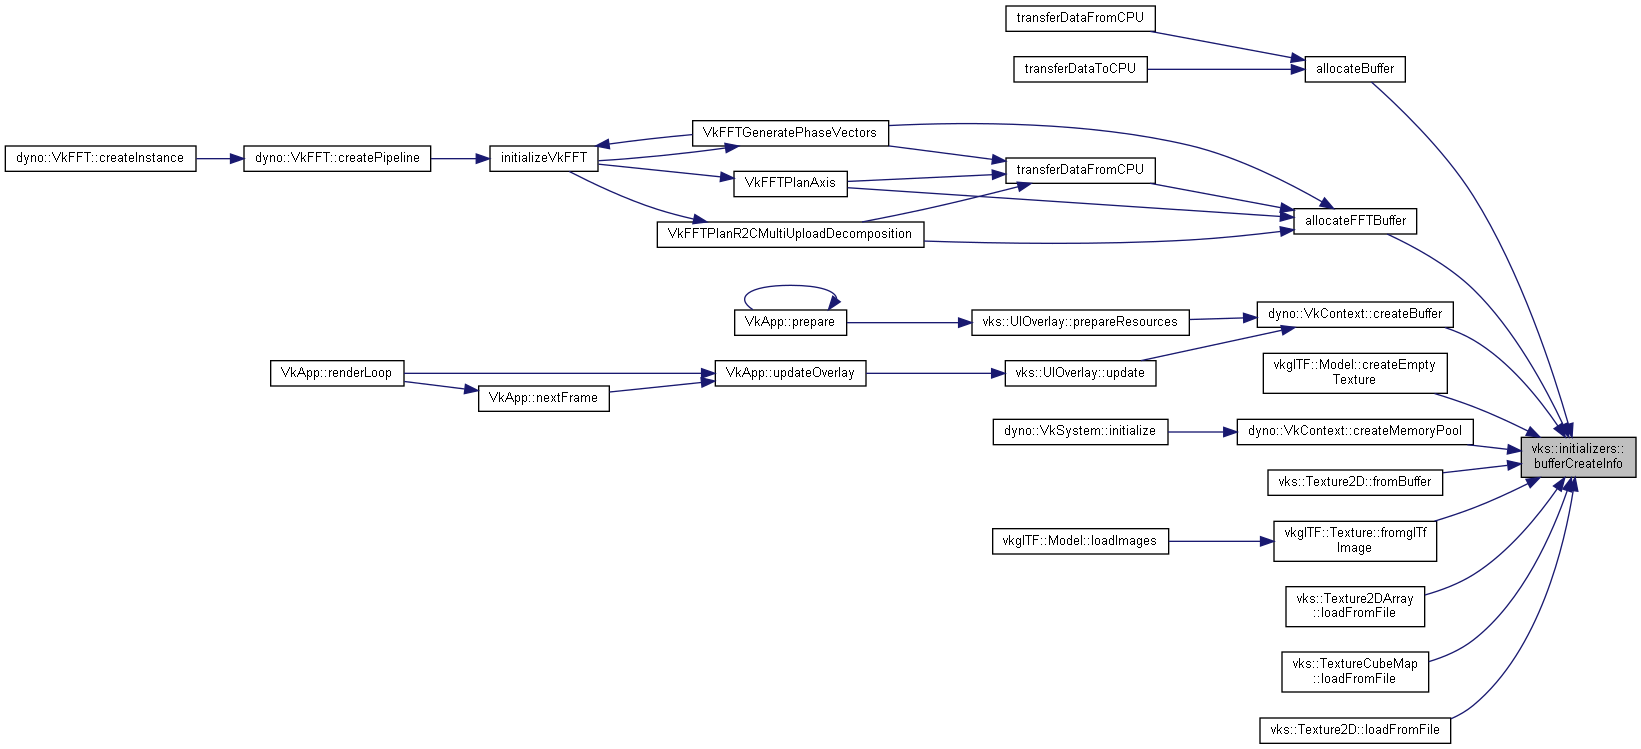 transferDataFromCPU
transferDataToCPU
allocateBuffer
VkFFTGeneratePhaseVectors
dyno::VkFFT::createInstance
dyno::VkFFT::createPipeline
initializeVkFFT
transferDataFromCPU
VkFFTPlanAxis
allocateFFTBuffer
VkFFTPlanR2CMultiUploadDecomposition
VkApp::prepare
vks::UIOverlay::prepareResources
dyno::VkContext::createBuffer
VkApp::renderLoop
VkApp::updateOverlay
vks::UIOverlay::update
vkglTF::Model::createEmpty
Texture
VkApp::nextFrame
dyno::VkSystem::initialize
dyno::VkContext::createMemoryPool
vks::initializers::
bufferCreateInfo
vks::Texture2D::fromBuffer
vkglTF::Model::loadImages
vkglTF::Texture::fromglTf
Image
vks::Texture2DArray
::loadFromFile
vks::TextureCubeMap
::loadFromFile
vks::Texture2D::loadFromFile